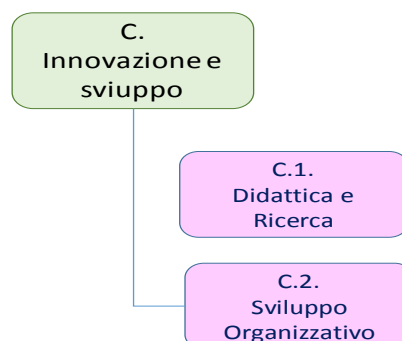 C.
Innovazione e
sviuppo
C.1.
Didattica e
Ricerca
C.2.
Sviluppo
Organizzativo